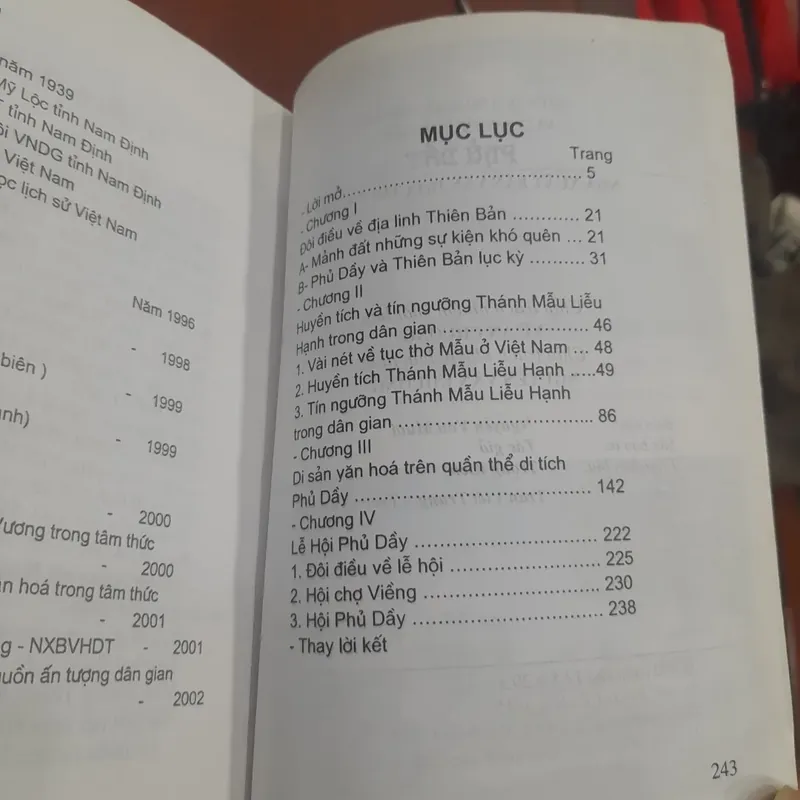 năm 1939
Mỹ Lộc tỉnh Nam Định
tỉnh Nam Định
VNDG tỉnh Nam Định
Việt Nam
lịch sử Việt Nam
Năm 1996
- 1998
biên )
- 1999
- 1999
- 2000
Vương trong tâm thức
- 2000
hoá trong tâm thức
- 2001
- NXBVHDT - 2001
ấn tượng dân gian
- 2002
MỤC LỤC
Trang
- Lời mở.......................................... 5
- Chương I
Đôi điều về địa linh Thiên Bản ............ 21
A- Mảnh đất những sự kiện khó quên ... 21
B- Phủ Dầy và Thiên Bản lục kỳ .......... 31
- Chương II
Huyền tích và tín ngưỡng Thánh Mẫu Liễu
Hạnh trong dân gian ........................ 46
1. Vài nét về tục thờ Mẫu ở Việt Nam ... 48
2. Huyền tích Thánh Mẫu Liễu Hạnh .....49
3. Tín ngưỡng Thánh Mẫu Liễu Hạnh
trong dân gian ................................ 86
- Chương III
Di sản văn hoá trên quần thể di tích
Phủ Dầy ....................................... 142
- Chương IV
Lễ Hội Phủ Dầy .............................. 222
1. Đôi điều về lễ hội ......................... 225
2. Hội chợ Viềng .............................. 230
3. Hội Phủ Dầy ................................ 238
- Thay lời kết
243